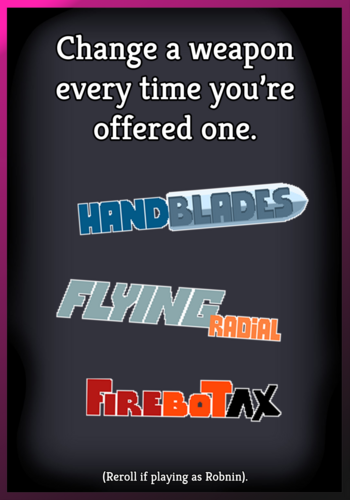 Change a weapon
every time you're
offered one.
HANDBLADES
FLYING
RADiAL
FIREBOTAX
(Reroll if playing as Robnin).